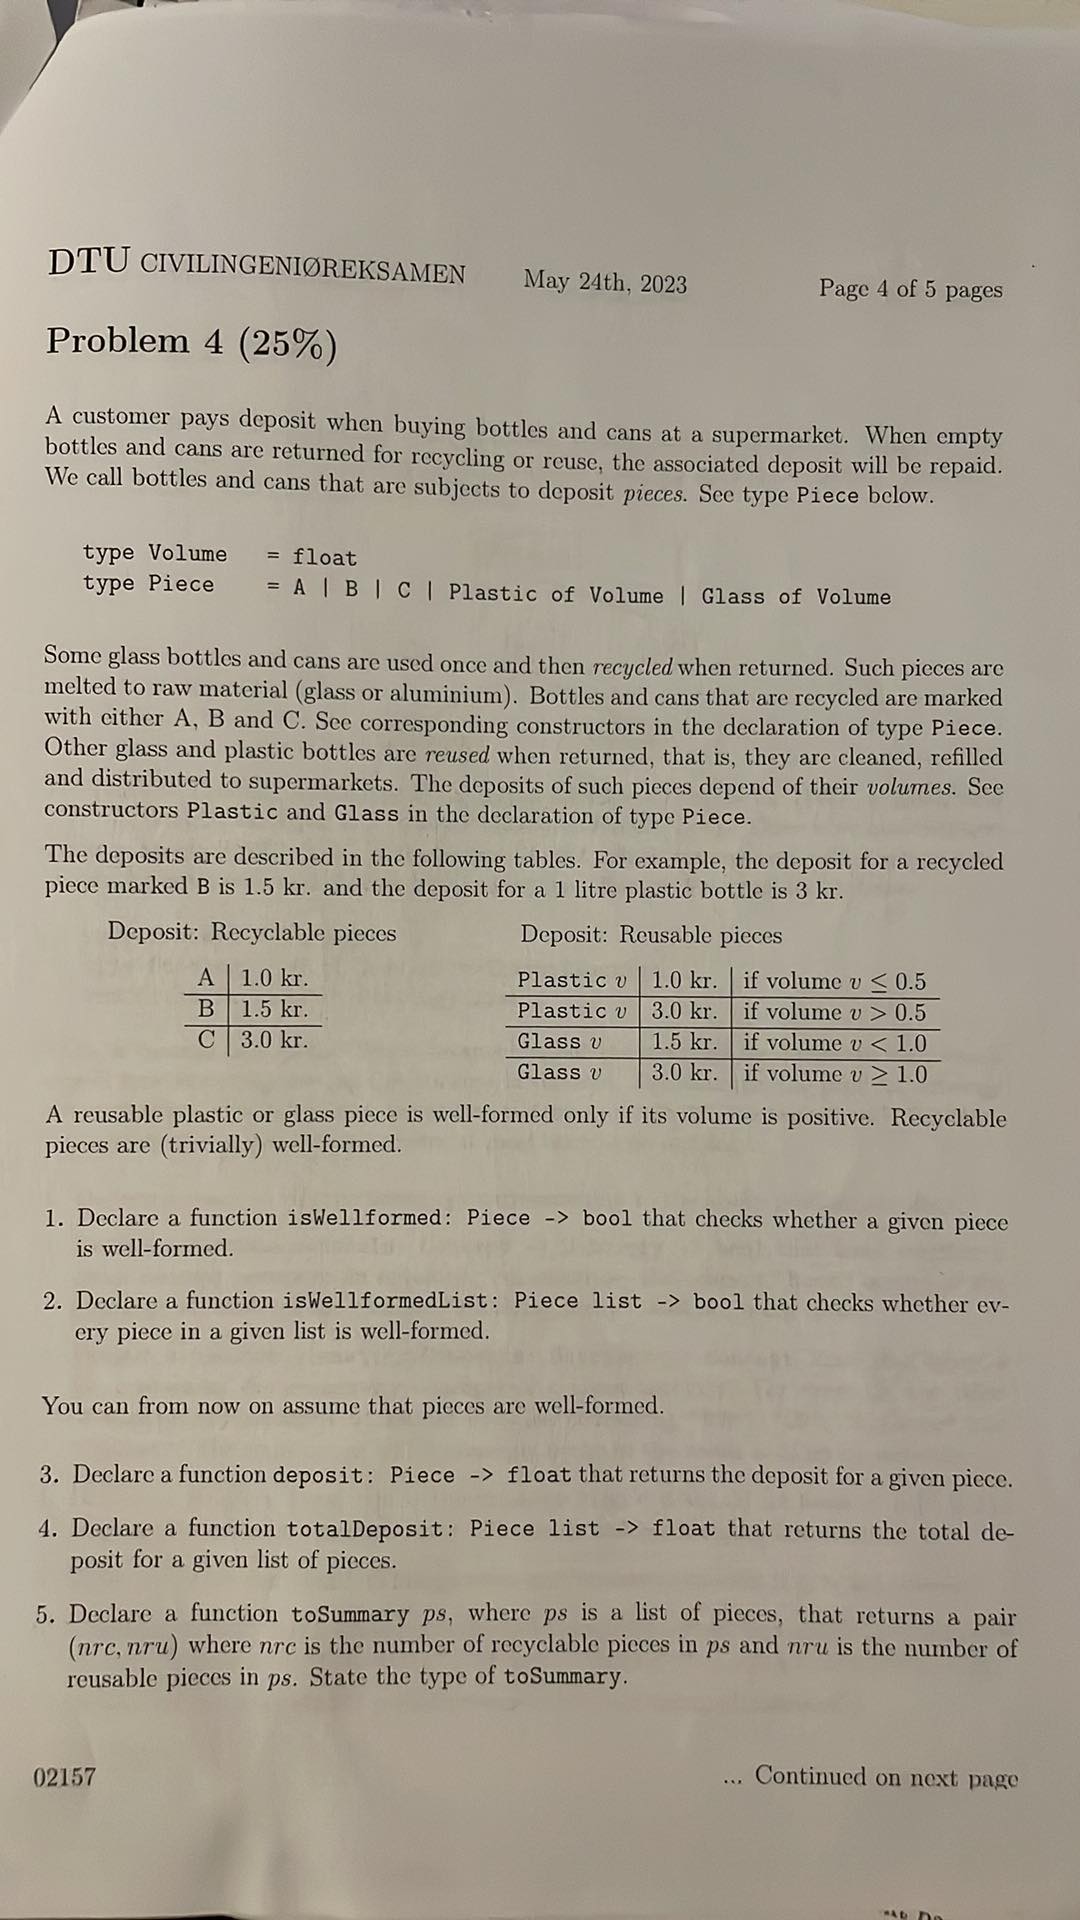 DTU CIVILINGENIØREKSAMEN May 24th, 2023 Page 4 of 5 pages
Problem 4 (25%)
A customer pays deposit when buying bottles and cans at a supermarket. When empty
bottles and cans are returned for recycling or reuse, the associated deposit will be repaid.
We call bottles and cans that are subjects to deposit pieces. See type Piece below.
type Volume = float
type Piece = A | B | C | Plastic of Volume | Glass of Volume
Some glass bottles and cans are used once and then recycled when returned. Such pieces are
melted to raw material (glass or aluminium). Bottles and cans that are recycled are marked
with either A, B and C. See corresponding constructors in the declaration of type Piece.
Other glass and plastic bottles are reused when returned, that is, they are cleaned, refilled
and distributed to supermarkets. The deposits of such pieces depend of their volumes. See
constructors Plastic and Glass in the declaration of type Piece.
The deposits are described in the following tables. For example, the deposit for a recycled
piece marked B is 1.5 kr. and the deposit for a 1 litre plastic bottle is 3 kr.
Deposit: Recyclable pieces
A 1.0 kr.
B 1.5 kr.
C 3.0 kr.
Deposit: Reusable pieces
Plastic v 1.0 kr. if volume v ≤ 0.5
Plastic v 3.0 kr. if volume v > 0.5
Glass v 1.5 kr. if volume v < 1.0
Glass v 3.0 kr. if volume v ≥ 1.0
A reusable plastic or glass piece is well-formed only if its volume is positive. Recyclable
pieces are (trivially) well-formed.
1. Declare a function isWellformed: Piece -> bool that checks whether a given piece
is well-formed.
2. Declare a function isWellformedList: Piece list -> bool that checks whether ev-
ery piece in a given list is well-formed.
You can from now on assume that pieces are well-formed.
3. Declare a function deposit: Piece -> float that returns the deposit for a given piece.
4. Declare a function totalDeposit: Piece list -> float that returns the total de-
posit for a given list of pieces.
5. Declare a function toSummary ps, where ps is a list of pieces, that returns a pair
(nrc, nru) where nrc is the number of recyclable pieces in ps and nru is the number of
reusable pieces in ps. State the type of toSummary.
02157 ... Continued on next page